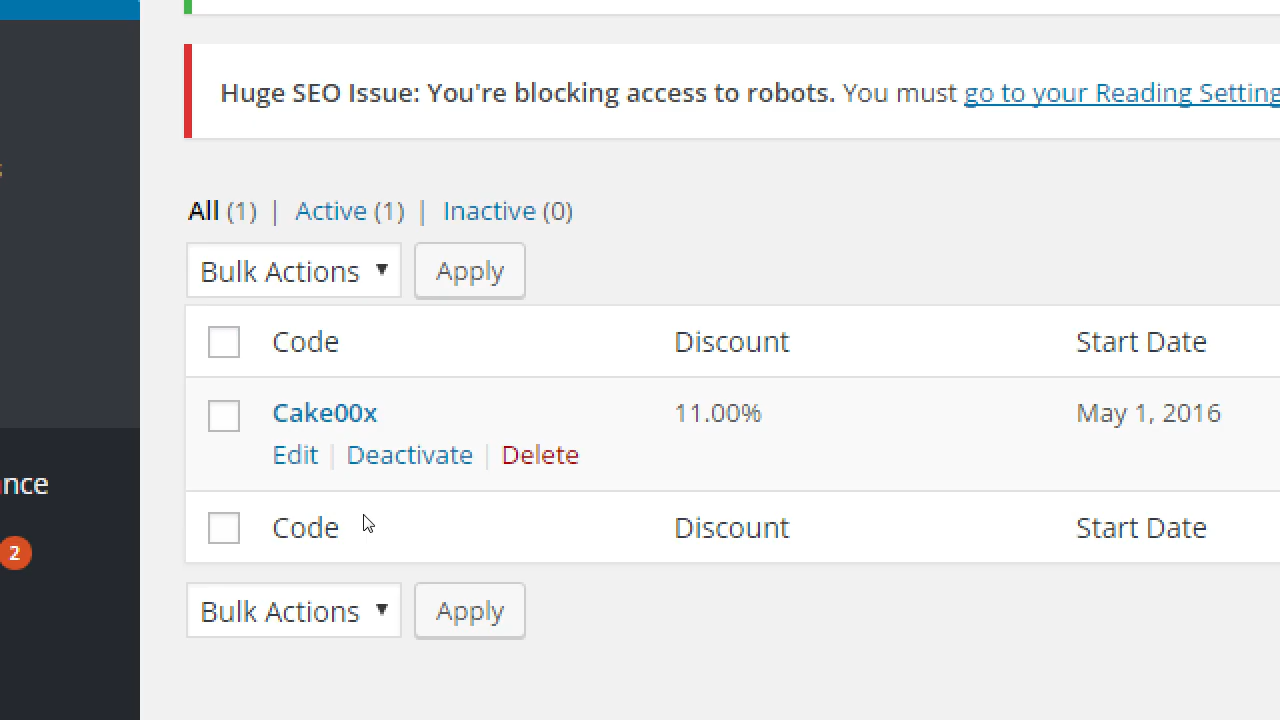 Huge SEO Issue: You're blocking access to robots. You must go to your Reading Setting
All (1) | Active (1) | Inactive (0)
Bulk Actions Apply
Code Discount Start Date
Cake00x 11.00% May 1, 2016
Edit | Deactivate | Delete
nce
Code Discount Start Date
2
Bulk Actions Apply